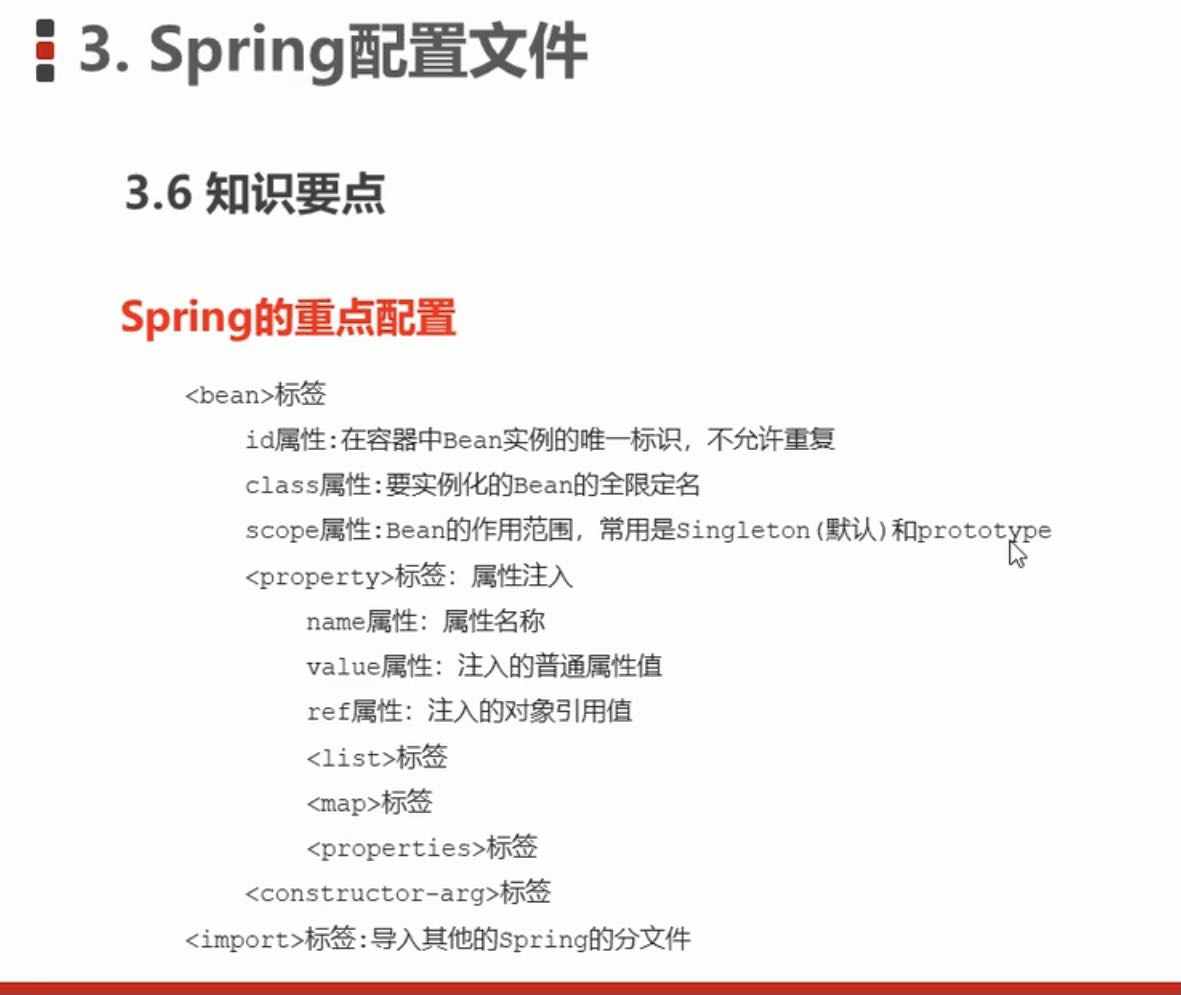 3. Spring配置文件
3.6 知识要点
Spring的重点配置
<bean>标签
id属性:在容器中Bean实例的唯一标识，不允许重复
class属性:要实例化的Bean的全限定名
scope属性:Bean的作用范围，常用是Singleton(默认)和prototype
<property>标签：属性注入
name属性：属性名称
value属性：注入的普通属性值
ref属性：注入的对象引用值
<list>标签
<map>标签
<properties>标签
<constructor-arg>标签
<import>标签:导入其他的Spring的分文件